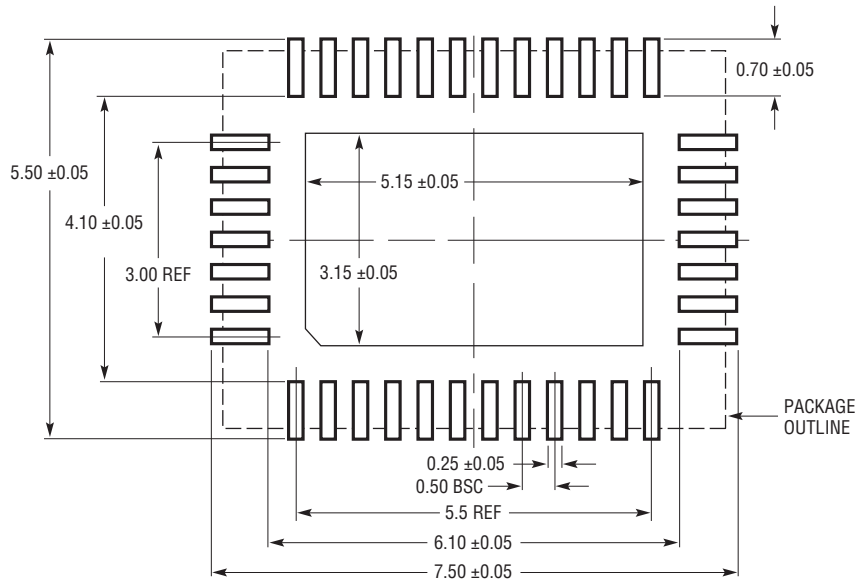 0.70 ±0.05
5.50 ±0.05
5.15 ±0.05
4.10 ±0.05
3.00 REF
3.15 ±0.05
PACKAGE
OUTLINE
0.25 ±0.05
0.50 BSC
5.5 REF
6.10 ±0.05
7.50 ±0.05